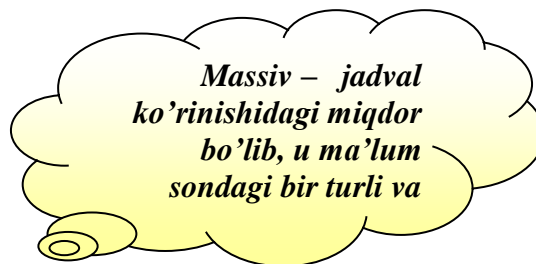 Massiv – jadval
ko’rinishidagi miqdor
bo’lib, u ma’lum
sondagi bir turli va